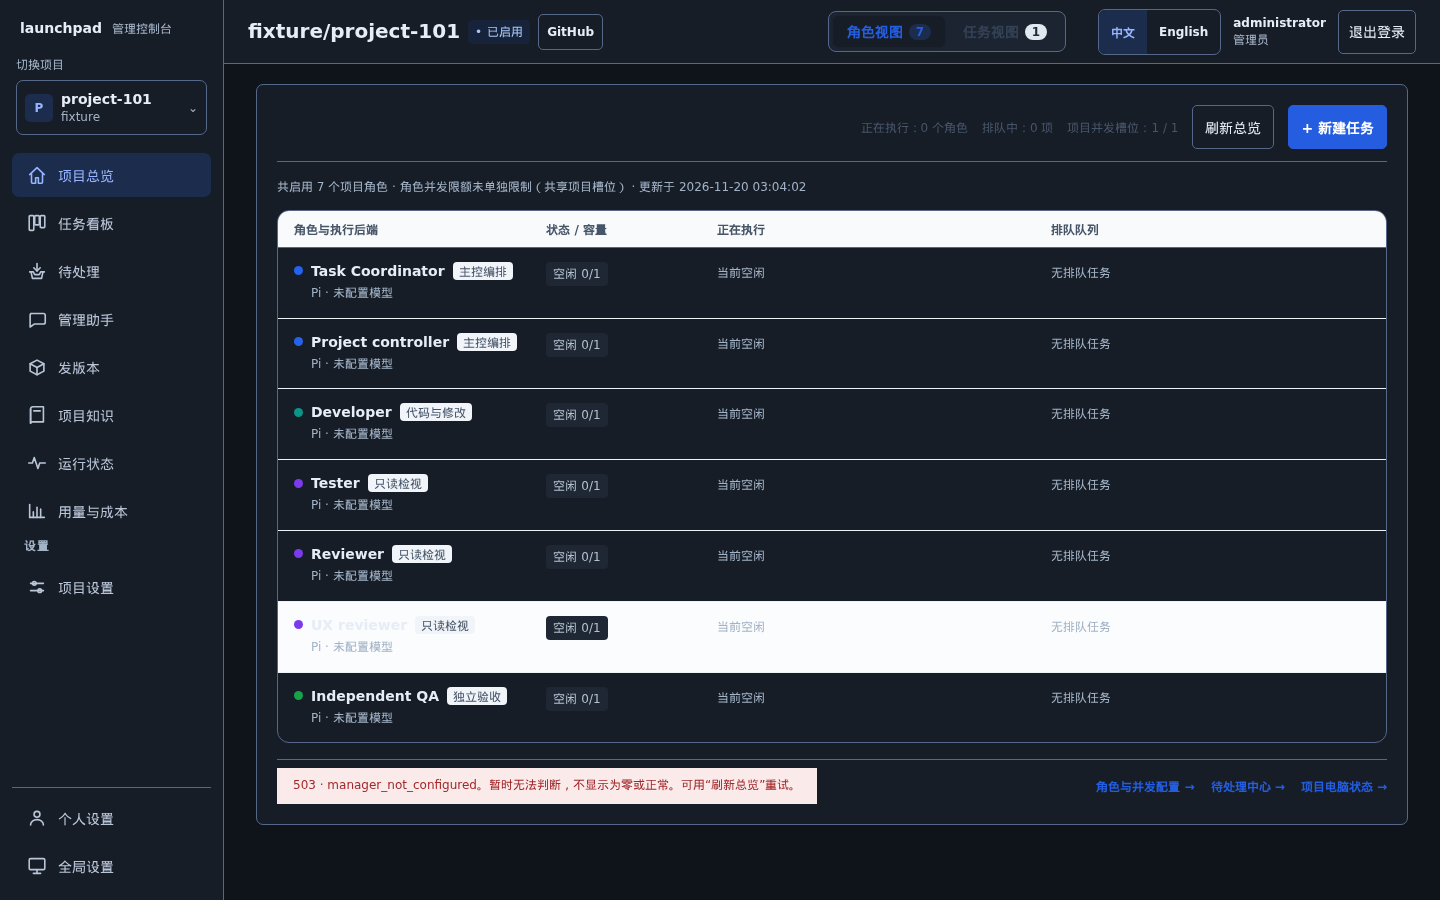 launchpad 管理控制台
切换项目
P
project-101
fixture
项目总览
任务看板
待处理
管理助手
发版本
项目知识
运行状态
用量与成本
设置
项目设置
个人设置
全局设置
fixture/project-101 • 已启用 GitHub
角色视图 7 任务视图 1
中文 English
administrator
管理员
退出登录
正在执行：0 个角色 排队中：0 项 项目并发槽位：1 / 1 刷新总览 + 新建任务
共启用 7 个项目角色 · 角色并发限额未单独限制（共享项目槽位） · 更新于 2026-11-20 03:04:02
角色与执行后端 状态 / 容量 正在执行 排队队列
Task Coordinator 主控编排 空闲 0/1 当前空闲 无排队任务
Pi · 未配置模型
Project controller 主控编排 空闲 0/1 当前空闲 无排队任务
Pi · 未配置模型
Developer 代码与修改 空闲 0/1 当前空闲 无排队任务
Pi · 未配置模型
Tester 只读检视 空闲 0/1 当前空闲 无排队任务
Pi · 未配置模型
Reviewer 只读检视 空闲 0/1 当前空闲 无排队任务
Pi · 未配置模型
UX reviewer 只读检视 空闲 0/1 当前空闲 无排队任务
Pi · 未配置模型
Independent QA 独立验收 空闲 0/1 当前空闲 无排队任务
Pi · 未配置模型
503 · manager_not_configured。暂时无法判断，不显示为零或正常。可用“刷新总览”重试。
角色与并发配置 → 待处理中心 → 项目电脑状态 →